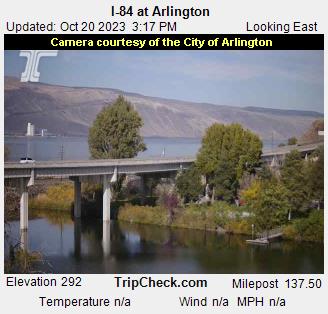 I-84 at Arlington
Updated: Oct 20 2023 3:17 PM Looking East
Camera courtesy of the City of Arlington
Elevation 292 TripCheck.com Milepost 137.50
Temperature n/a Wind n/a MPH n/a